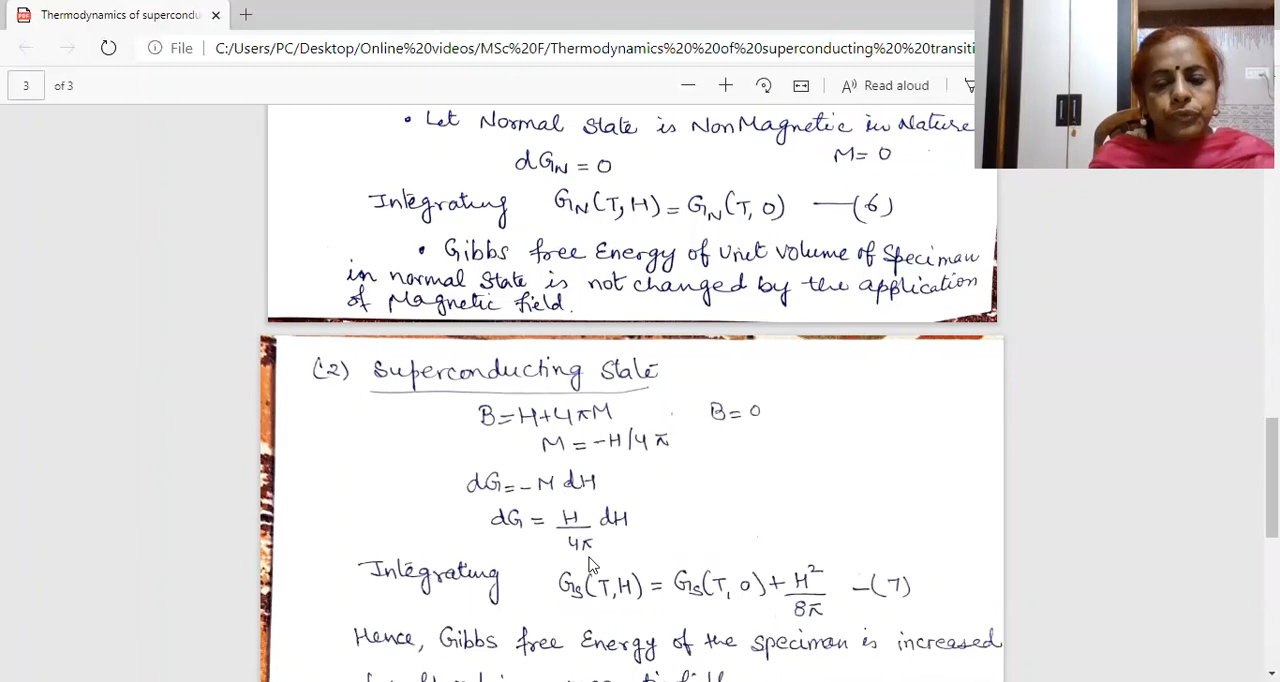 Thermodynamics of supercondu
File
C:/Users/PC/Desktop/Online%20videos/MSc%20F/Thermodynamics%20%20of%20superconducting%20%20transiti
3 of 3
Read aloud
• Let Normal State is NonMagnetic in Nature
dG_N = 0 M = 0
Integrating G_N(T, H) = G_N(T, 0) —(6)
• Gibbs free Energy of Unit volume of Speciman
in normal State is not changed by the application
of Magnetic field.
(2) Superconducting State
B = H+4πM B = 0
M = -H/4π
dG = -M dH
dG = H/4π dH
Integrating G_S(T, H) = G_S(T, 0) + H²/8π —(7)
Hence, Gibbs free Energy of the specimen is increased